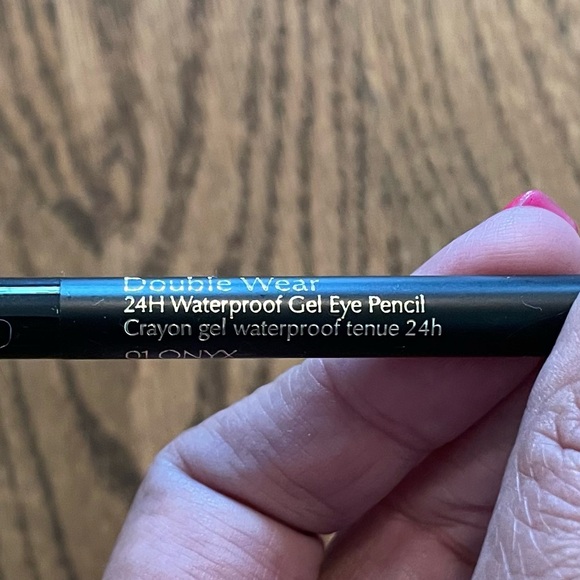 Double Wear
24H Waterproof Gel Eye Pencil
Crayon gel waterproof tenue 24h
01 ONYX